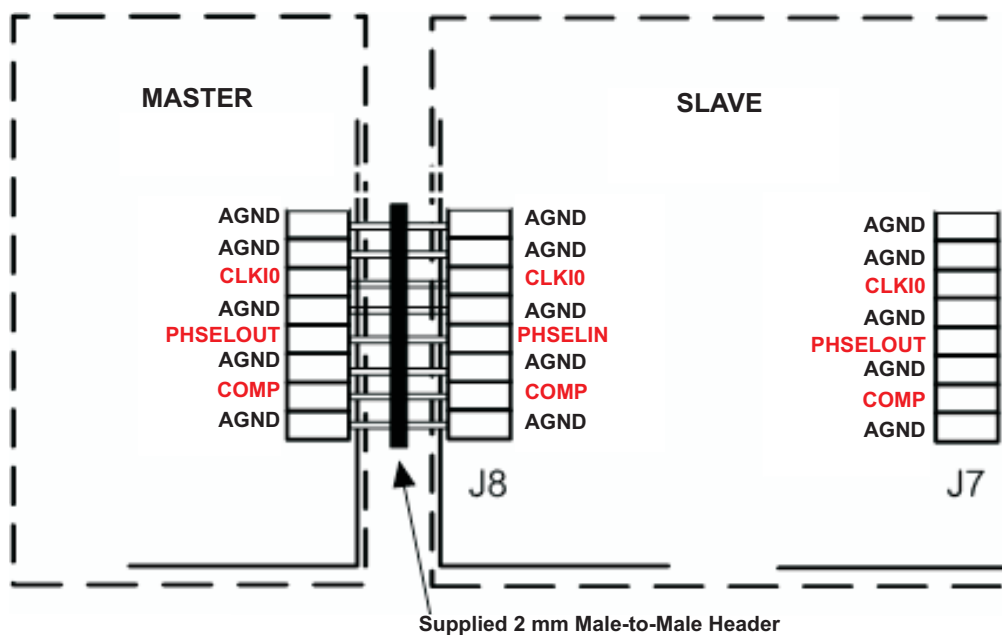 MASTER
SLAVE
AGND
AGND
CLKI0
AGND
PHSELOUT
AGND
COMP
AGND
AGND
AGND
CLKI0
AGND
PHSELIN
AGND
COMP
AGND
J8
AGND
AGND
CLKI0
AGND
PHSELOUT
AGND
COMP
AGND
J7
Supplied 2 mm Male-to-Male Header